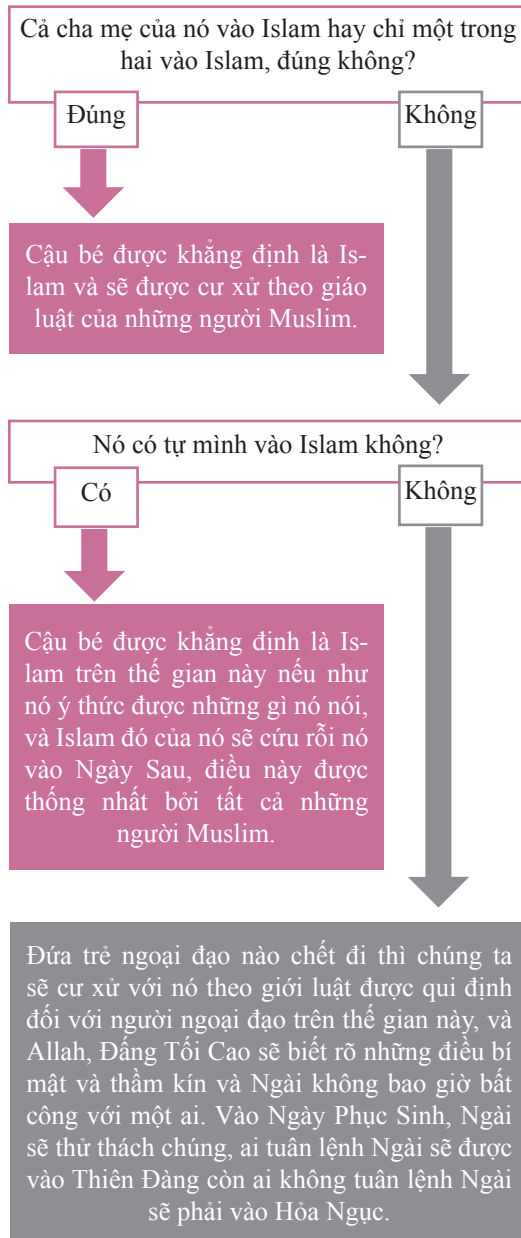 Cả cha mẹ của nó vào Islam hay chỉ một trong
hai vào Islam, đúng không?
Đúng
Không
Cậu bé được khẳng định là Is-
lam và sẽ được cư xử theo giáo
luật của những người Muslim.
Nó có tự mình vào Islam không?
Có
Không
Cậu bé được khẳng định là Is-
lam trên thế gian này nếu như
nó ý thức được những gì nó nói,
và Islam đó của nó sẽ cứu rỗi nó
vào Ngày Sau, điều này được
thống nhất bởi tất cả những
người Muslim.
Đứa trẻ ngoại đạo nào chết đi thì chúng ta
sẽ cư xử với nó theo giới luật được qui định
đối với người ngoại đạo trên thế gian này, và
Allah, Đấng Tối Cao sẽ biết rõ những điều bí
mật và thầm kín và Ngài không bao giờ bất
công với một ai. Vào Ngày Phục Sinh, Ngài
sẽ thử thách chúng, ai tuân lệnh Ngài sẽ được
vào Thiên Đàng còn ai không tuân lệnh Ngài
sẽ phải vào Hỏa Ngục.